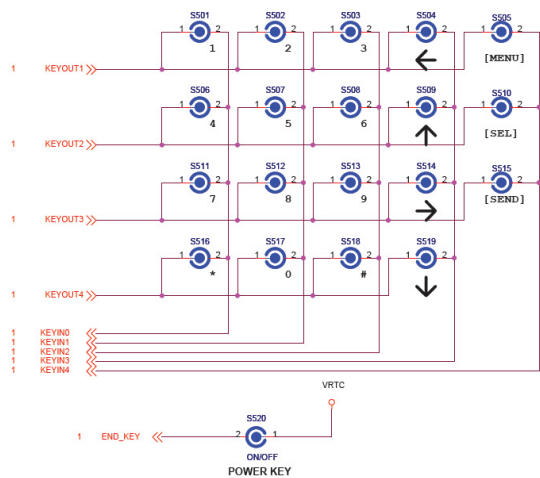 S501 S502 S503 S504 S505
1 2 1 2 1 2 1 2 1 2
1 2 3 [MENU]
1 KEYOUT1
S506 S507 S508 S509 S510
1 2 1 2 1 2 1 2 1 2
4 5 6 [SEL]
1 KEYOUT2
S511 S512 S513 S514 S515
1 2 1 2 1 2 1 2 1 2
7 8 9 [SEND]
1 KEYOUT3
S516 S517 S518 S519
1 2 1 2 1 2 1 2
* 0 #
1 KEYOUT4
1 KEYIN0
1 KEYIN1
1 KEYIN2
1 KEYIN3
1 KEYIN4
VRTC
S520
1 END_KEY 2 1
ON/OFF
POWER KEY